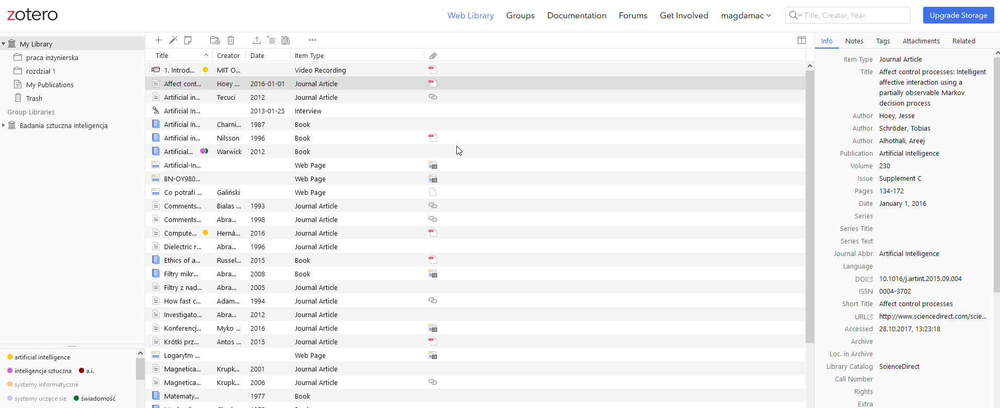 zotero
Web Library Groups Documentation Forums Get Involved magdamac Title, Creator, Year Upgrade Storage
My Library
praca inżynierska
rozdział 1
My Publications
Trash
Group Libraries
Badania sztuczna inteligencja
artificial intelligence
inteligencja sztuczna a.i.
systemy informatyczne
systemy uczące się świadomość
Title Creator Date Item Type
1. Introd... MIT O... Video Recording
Affect cont... Hoey ... 2016-01-01 Journal Article
Artificial in... Tecuci 2012 Journal Article
Artificial In... 2013-01-25 Interview
Artificial In... Charni... 1987 Book
Artificial in... Nilsson 1996 Book
Artificial... Warwick 2012 Book
Artificial-In... Web Page
BN-OY980... Web Page
Co potrafi ... Galiński Web Page
Comments... Bialas ... 1993 Journal Article
Comments... Abra... 1998 Journal Article
Compute... Herná... 2016 Journal Article
Dielectric r... Abra... 1996 Journal Article
Ethics of a... Russel... 2015 Book
Filtry mikr... Abra... 2008 Book
Filtry z nad... Abra... 2005 Journal Article
How fast c... Adam... 1994 Journal Article
Investigato... Abra... 2012 Journal Article
Konferencj... Myko ... 2016 Journal Article
Krótki prz... Antos ... 2015 Journal Article
Logarytm ... Web Page
Magnetica... Krupk... 2001 Journal Article
Magnetica... Krupk... 2006 Journal Article
Matematy... 1977 Book
Info Notes Tags Attachments Related
Item Type Journal Article
Title Affect control processes: Intelligent
affective interaction using a
partially observable Markov
decision process
Author Hoey, Jesse
Author Schröder, Tobias
Author Alhothali, Areej
Publication Artificial Intelligence
Volume 230
Issue Supplement C
Pages 134-172
Date January 1, 2016
Series
Series Title
Series Text
Journal Abbr Artificial Intelligence
Language
DOI 10.1016/j.artint.2015.09.004
ISSN 0004-3702
Short Title Affect control processes
URL http://www.sciencedirect.com/scie...
Accessed 28.10.2017, 13:23:18
Archive
Loc. in Archive
Library Catalog ScienceDirect
Call Number
Rights
Extra